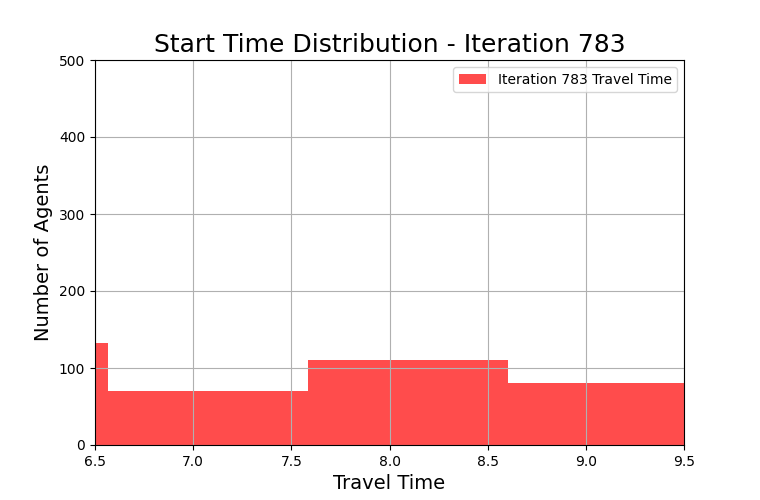 Start Time Distribution - Iteration 783
500
400
300
200
100
0
Number of Agents
Iteration 783 Travel Time
6.5 7.0 7.5 8.0 8.5 9.0 9.5
Travel Time